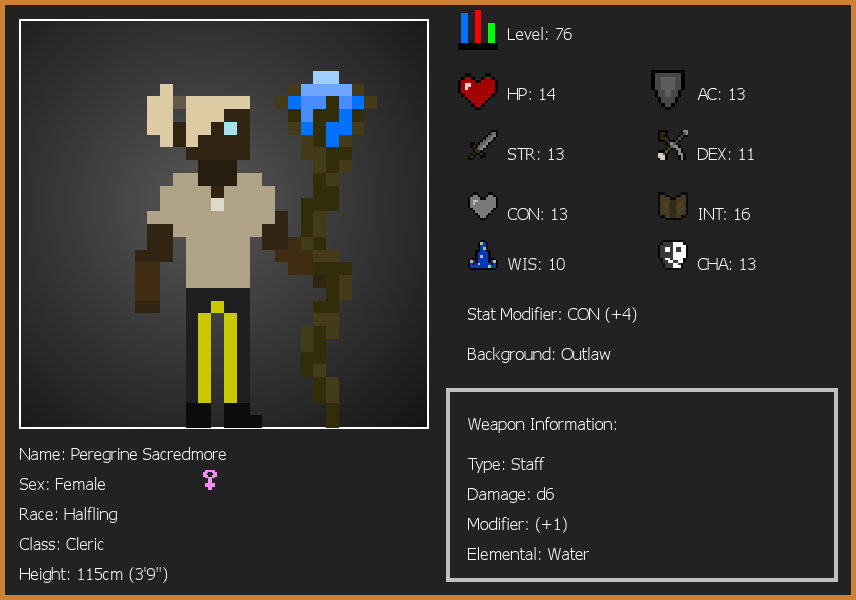 Level: 76
HP: 14
AC: 13
STR: 13
DEX: 11
CON: 13
INT: 16
WIS: 10
CHA: 13
Stat Modifier: CON (+4)
Background: Outlaw
Weapon Information:
Type: Staff
Damage: d6
Modifier: (+1)
Elemental: Water
Name: Peregrine Sacredmore
Sex: Female
Race: Halfling
Class: Cleric
Height: 115cm (3'9")